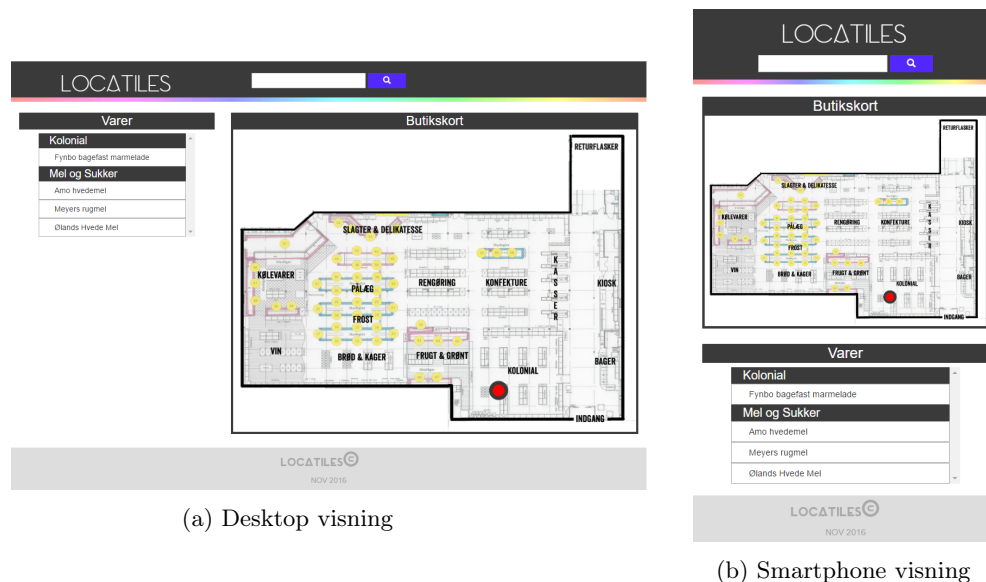 LOCATILES
Varer
Kolonial
Fynbo bagefast marmelade
Mel og Sukker
Amo hvedemel
Meyers rugmel
Ølands Hvede Mel
Butikskort
RETURFLASKER
SLAGTER & DELIKATESSE
KØLEVARER
PÅLÆG
RENGØRING
KONFEKTURE
KASSER
KIOSK
FROST
VIN
BRØD & KAGER
FRUGT & GRØNT
KOLONIAL
BAGER
INDGANG
LOCATILES©
NOV 2016
(a) Desktop visning
LOCATILES
Butikskort
RETURFLASKER
SLAGTER & DELIKATESSE
KØLEVARER
PÅLÆG
RENGØRING
KONFEKTURE
KASSER
KIOSK
FROST
VIN
BRØD & KAGER
FRUGT & GRØNT
KOLONIAL
BAGER
INDGANG
Varer
Kolonial
Fynbo bagefast marmelade
Mel og Sukker
Amo hvedemel
Meyers rugmel
Ølands Hvede Mel
LOCATILES©
NOV 2016
(b) Smartphone visning